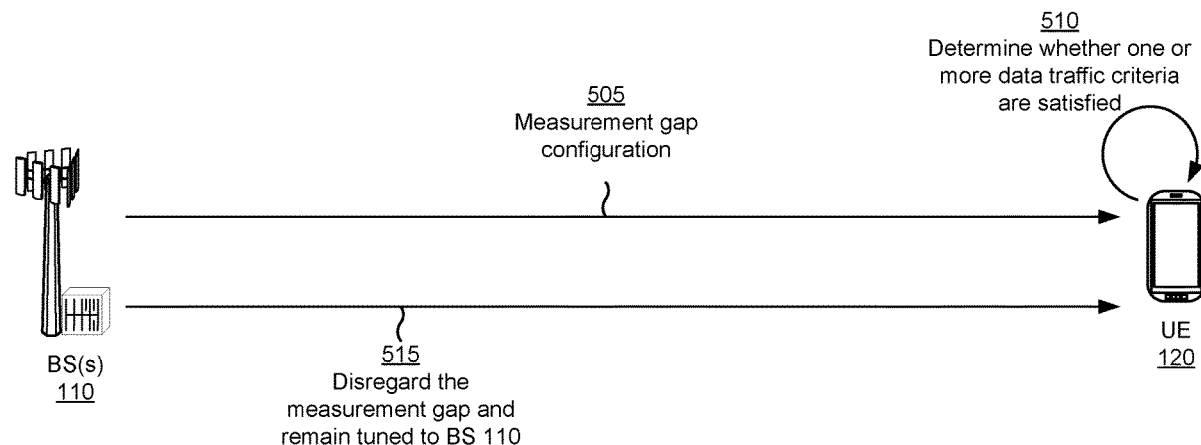 510
Determine whether one or
more data traffic criteria
are satisfied
505
Measurement gap
configuration
BS(s)
110
UE
120
515
Disregard the
measurement gap and
remain tuned to BS 110